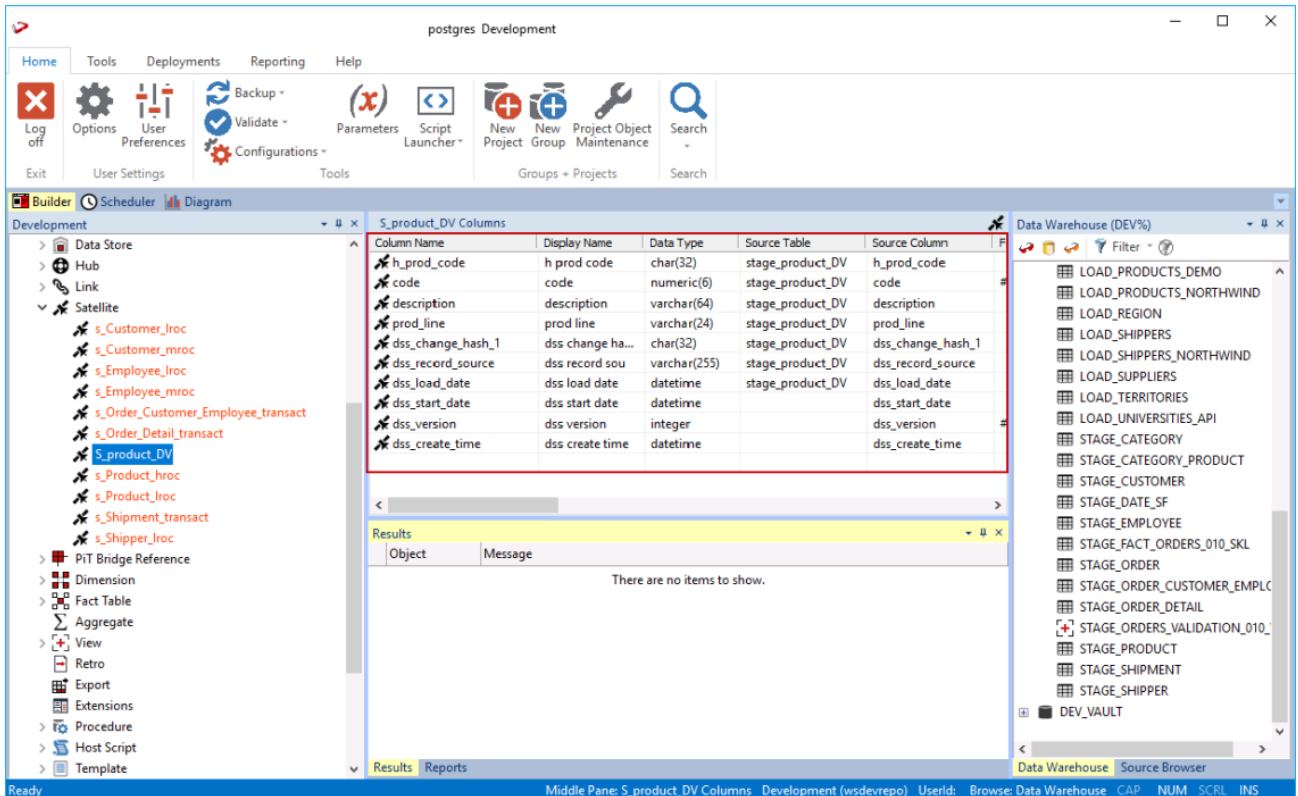 postgres Development
Home Tools Deployments Reporting Help
Log off
Options
User Preferences
Backup
Validate
Configurations
Parameters
Script Launcher
New Project
New Group
Project Object Maintenance
Search
Exit User Settings Tools Groups + Projects Search
Builder Scheduler Diagram
Development
Data Store
Hub
Link
Satellite
s_Customer_lroc
s_Customer_mroc
s_Employee_lroc
s_Employee_mroc
s_Order_Customer_Employee_transact
s_Order_Detail_transact
S_product_DV
s_Product_hroc
s_Product_lroc
s_Shipment_transact
s_Shipper_lroc
PiT Bridge Reference
Dimension
Fact Table
Aggregate
View
Retro
Export
Extensions
Procedure
Host Script
Template
S_product_DV Columns
Column Name Display Name Data Type Source Table Source Column F
h_prod_code h prod code char(32) stage_product_DV h_prod_code
code code numeric(6) stage_product_DV code #
description description varchar(64) stage_product_DV description
prod_line prod line varchar(24) stage_product_DV prod_line
dss_change_hash_1 dss change ha... char(32) stage_product_DV dss_change_hash_1
dss_record_source dss record sou varchar(255) stage_product_DV dss_record_source
dss_load_date dss load date datetime stage_product_DV dss_load_date
dss_start_date dss start date datetime dss_start_date
dss_version dss version integer dss_version #
dss_create_time dss create time datetime dss_create_time
Results
Object Message
There are no items to show.
Results Reports
Data Warehouse (DEV%)
Filter
LOAD_PRODUCTS_DEMO
LOAD_PRODUCTS_NORTHWIND
LOAD_REGION
LOAD_SHIPPERS
LOAD_SHIPPERS_NORTHWIND
LOAD_SUPPLIERS
LOAD_TERRITORIES
LOAD_UNIVERSITIES_API
STAGE_CATEGORY
STAGE_CATEGORY_PRODUCT
STAGE_CUSTOMER
STAGE_DATE_SF
STAGE_EMPLOYEE
STAGE_FACT_ORDERS_010_SKL
STAGE_ORDER
STAGE_ORDER_CUSTOMER_EMPLC
STAGE_ORDER_DETAIL
STAGE_ORDERS_VALIDATION_010_
STAGE_PRODUCT
STAGE_SHIPMENT
STAGE_SHIPPER
DEV_VAULT
Data Warehouse Source Browser
Ready Middle Pane: S_product_DV Columns Development (wsdevrepo) UserId: Browse: Data Warehouse CAP NUM SCRL INS